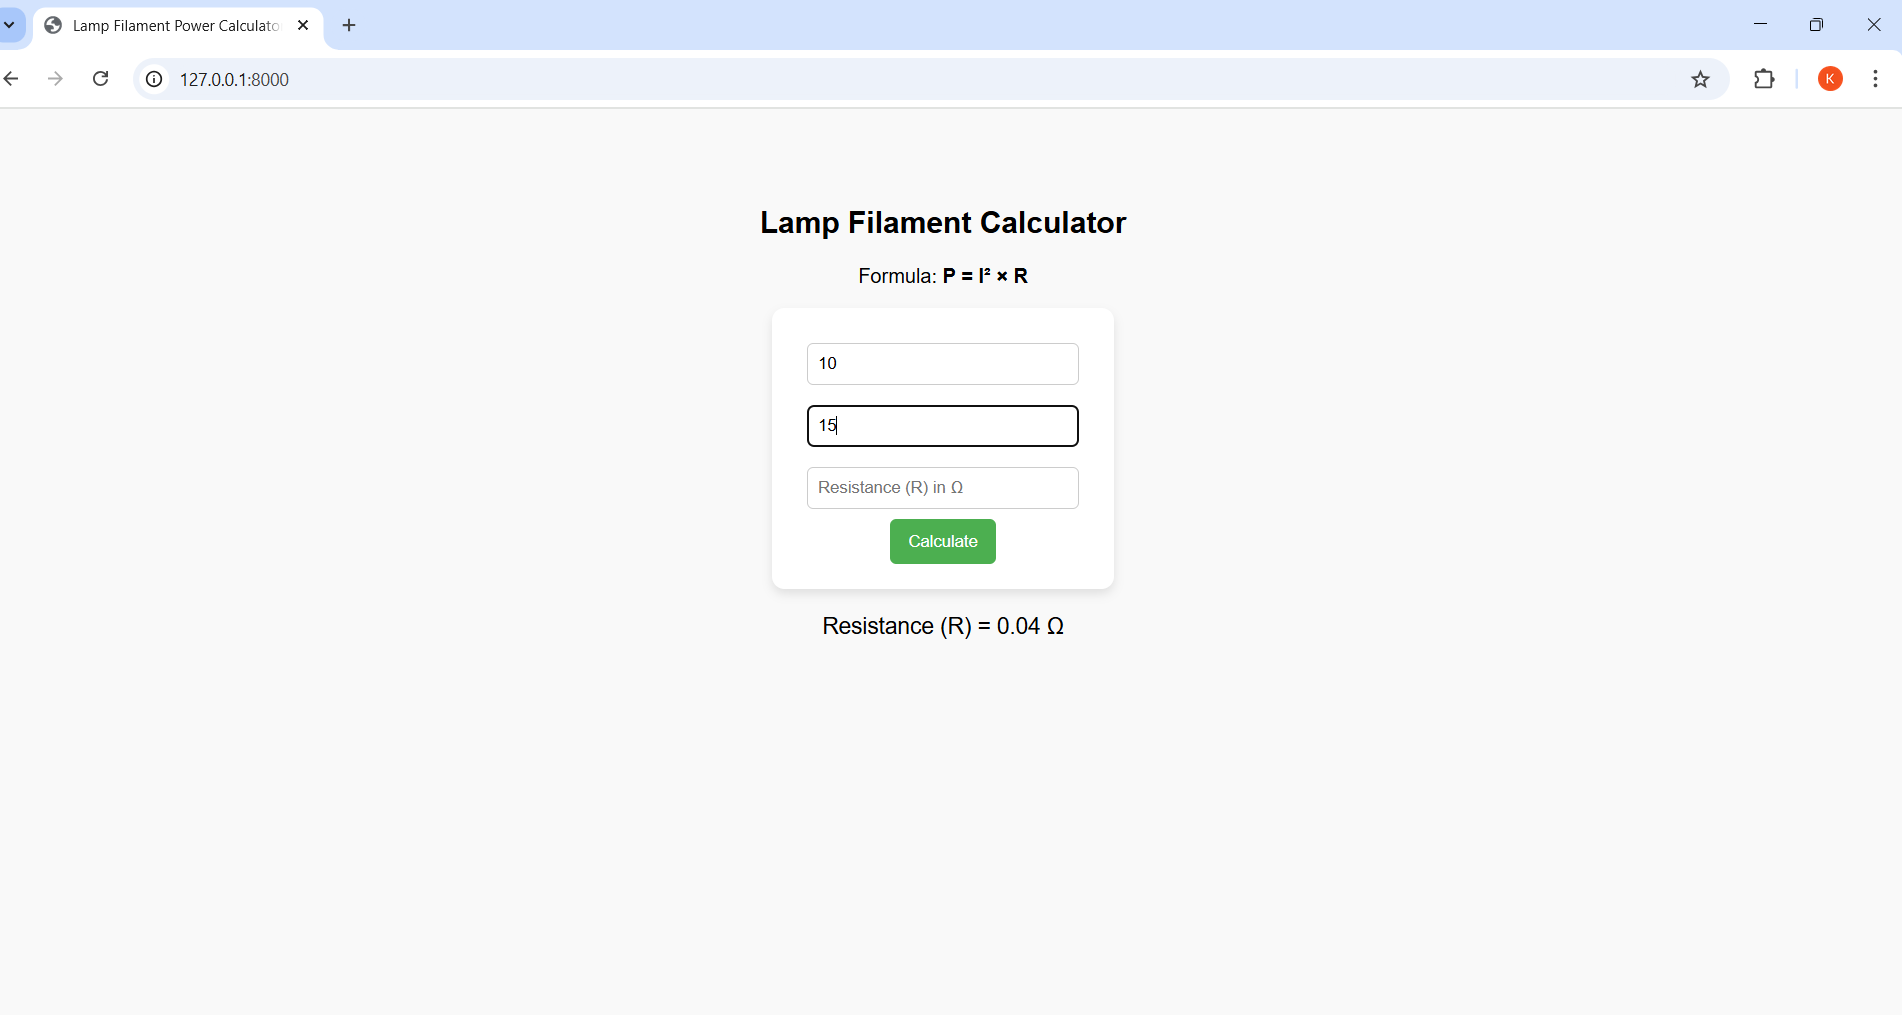 Lamp Filament Power Calculato
127.0.0.1:8000
K
Lamp Filament Calculator
Formula: P = I² × R
10
15
Resistance (R) in Ω
Calculate
Resistance (R) = 0.04 Ω